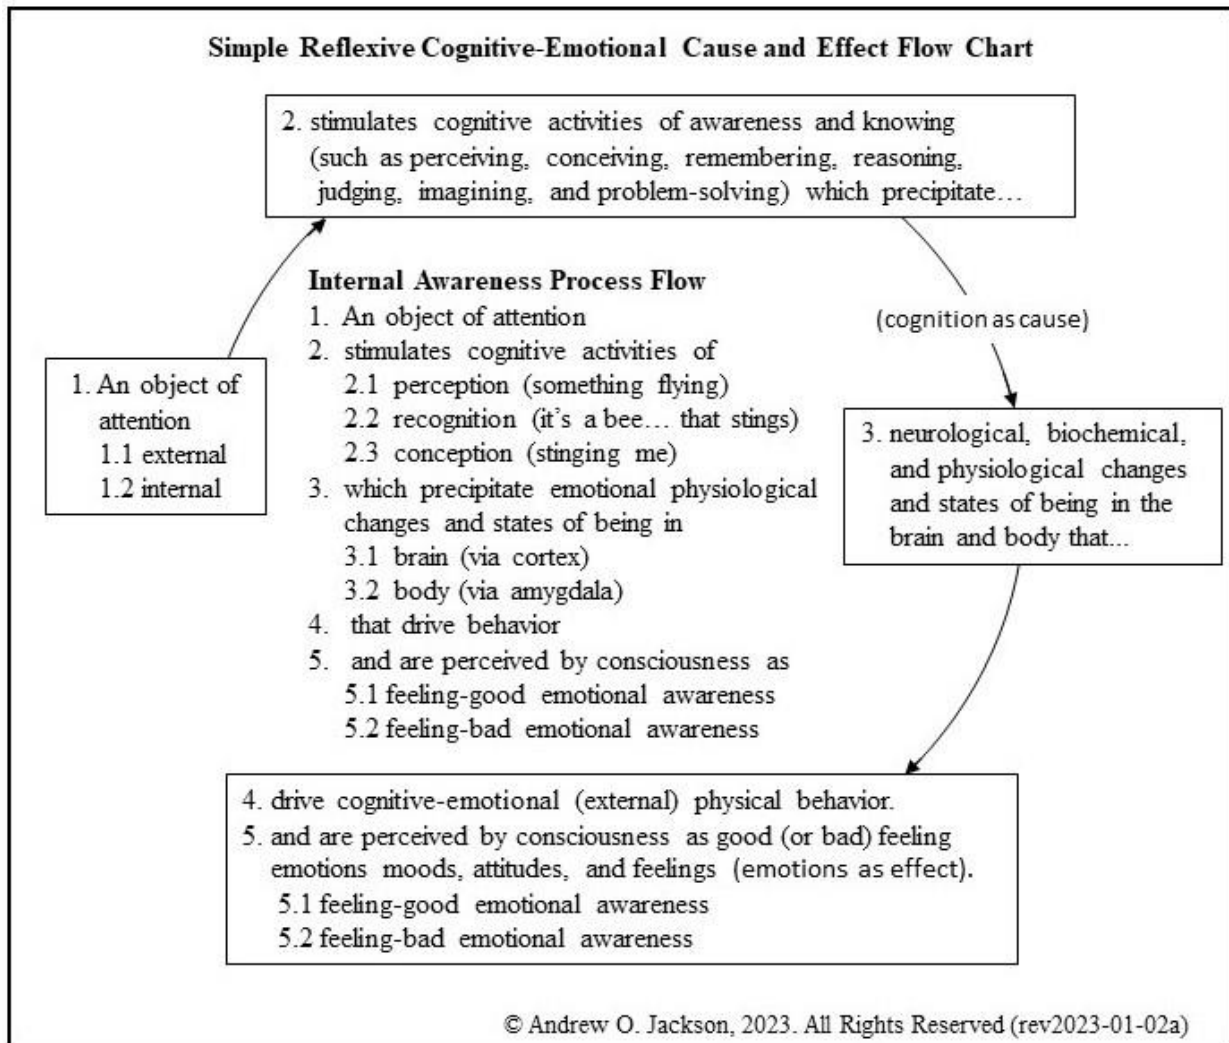 Simple Reflexive Cognitive-Emotional Cause and Effect Flow Chart
2. stimulates cognitive activities of awareness and knowing
(such as perceiving, conceiving, remembering, reasoning,
judging, imagining, and problem-solving) which precipitate…
(cognition as cause)
1. An object of
attention
1.1 external
1.2 internal
Internal Awareness Process Flow
1. An object of attention
2. stimulates cognitive activities of
2.1 perception (something flying)
2.2 recognition (it's a bee… that stings)
2.3 conception (stinging me)
3. which precipitate emotional physiological
changes and states of being in
3.1 brain (via cortex)
3.2 body (via amygdala)
4. that drive behavior
5. and are perceived by consciousness as
5.1 feeling-good emotional awareness
5.2 feeling-bad emotional awareness
3. neurological, biochemical,
and physiological changes
and states of being in the
brain and body that...
4. drive cognitive-emotional (external) physical behavior.
5. and are perceived by consciousness as good (or bad) feeling
emotions moods, attitudes, and feelings (emotions as effect).
5.1 feeling-good emotional awareness
5.2 feeling-bad emotional awareness
© Andrew O. Jackson, 2023. All Rights Reserved (rev2023-01-02a)